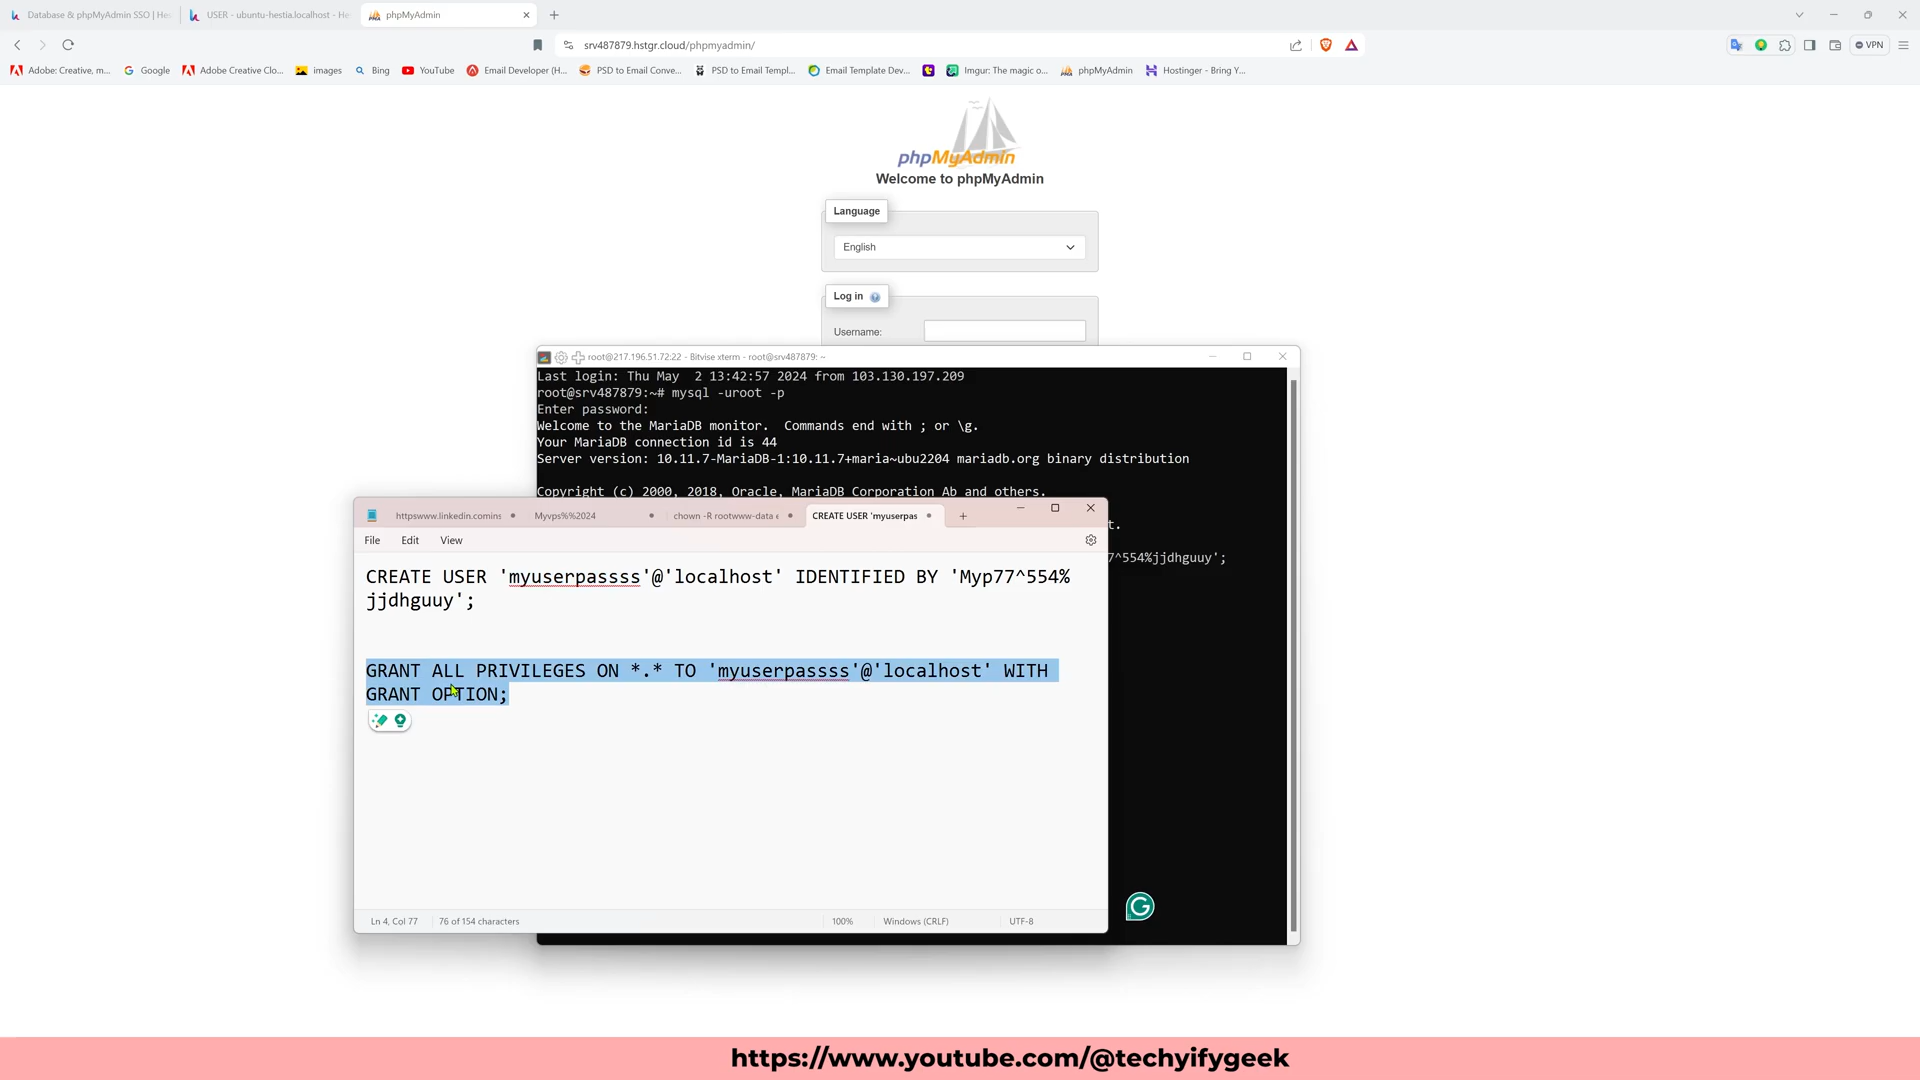 Database & phpMyAdmin SSO | He
USER - ubuntu-hestia.localhost - He
phpMyAdmin
srv487879.hstgr.cloud/phpmyadmin/
VPN
Adobe: Creative, m...
Google
Adobe Creative Clo...
images
Bing
YouTube
Email Developer (H...
PSD to Email Conve...
PSD to Email Templ...
Email Template Dev...
Imgur: The magic o...
phpMyAdmin
Hostinger - Bring Y...
phpMyAdmin
Welcome to phpMyAdmin
Language
English
Log in
Username:
root@217.196.51.72:22 - Bitvise xterm - root@srv487879: ~
Last login: Thu May  2 13:42:57 2024 from 103.130.197.209
root@srv487879:~# mysql -uroot -p
Enter password:
Welcome to the MariaDB monitor.  Commands end with ; or \g.
Your MariaDB connection id is 44
Server version: 10.11.7-MariaDB-1:10.11.7+maria~ubu2204 mariadb.org binary distribution
Copyright (c) 2000, 2018, Oracle, MariaDB Corporation Ab and others.
t.
7^554%jjdhguuy';
httpswww.linkedin.comins
Myvps%%2024
chown -R rootwww-data e
CREATE USER 'myuserpas
File
Edit
View
CREATE USER 'myuserpassss'@'localhost' IDENTIFIED BY 'Myp77^554%
jjdhguuy';
GRANT ALL PRIVILEGES ON *.* TO 'myuserpassss'@'localhost' WITH
GRANT OPTION;
Ln 4, Col 77
76 of 154 characters
100%
Windows (CRLF)
UTF-8
https://www.youtube.com/@techyifygeek